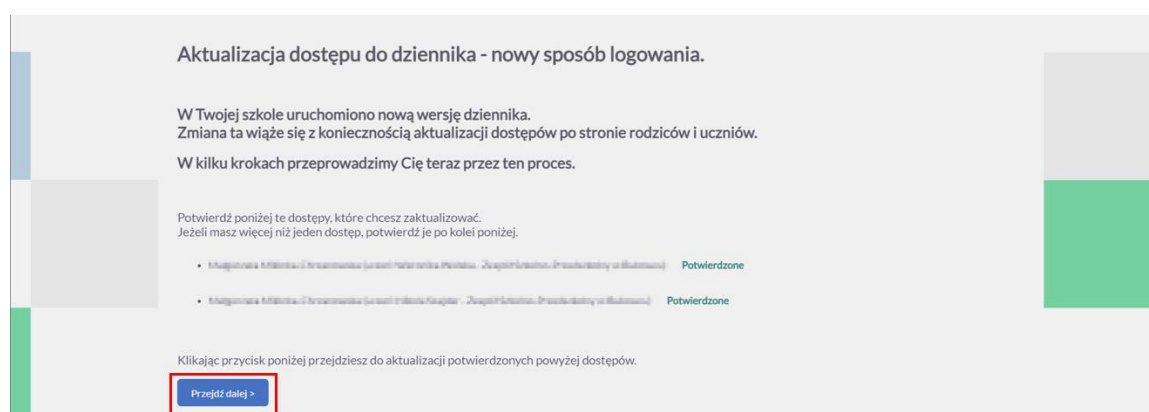 Aktualizacja dostępu do dziennika - nowy sposób logowania.
W Twojej szkole uruchomiono nową wersję dziennika.
Zmiana ta wiąże się z koniecznością aktualizacji dostępów po stronie rodziców i uczniów.
W kilku krokach przeprowadzimy Cię teraz przez ten proces.
Potwierdź poniżej te dostępy, które chcesz zaktualizować.
Jeżeli masz więcej niż jeden dostęp, potwierdź je po kolei poniżej.
Potwierdzone
Potwierdzone
Klikając przycisk poniżej przejdziesz do aktualizacji potwierdzonych powyżej dostępów.
Przejdź dalej >